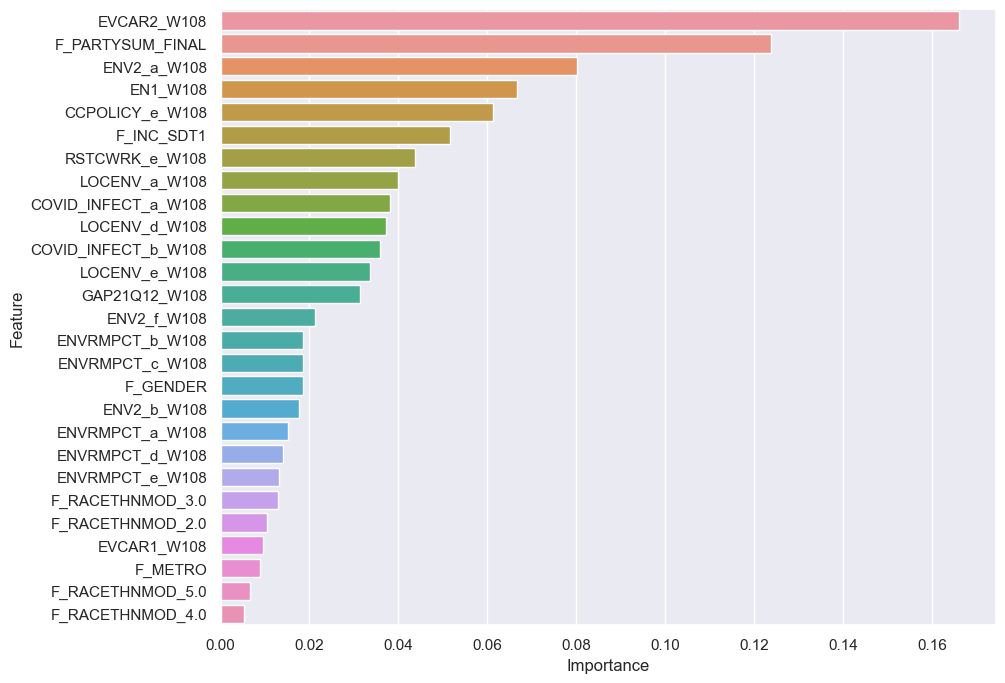 EVCAR2_W108
F_PARTYSUM_FINAL
ENV2_a_W108
EN1_W108
CCPOLICY_e_W108
F_INC_SDT1
RSTCWRK_e_W108
LOCENV_a_W108
COVID_INFECT_a_W108
LOCENV_d_W108
COVID_INFECT_b_W108
LOCENV_e_W108
GAP21Q12_W108
ENV2_f_W108
ENVRMPCT_b_W108
ENVRMPCT_c_W108
F_GENDER
ENV2_b_W108
ENVRMPCT_a_W108
ENVRMPCT_d_W108
ENVRMPCT_e_W108
F_RACETHNMOD_3.0
F_RACETHNMOD_2.0
EVCAR1_W108
F_METRO
F_RACETHNMOD_5.0
F_RACETHNMOD_4.0
Feature
0.00 0.02 0.04 0.06 0.08 0.10 0.12 0.14 0.16
Importance